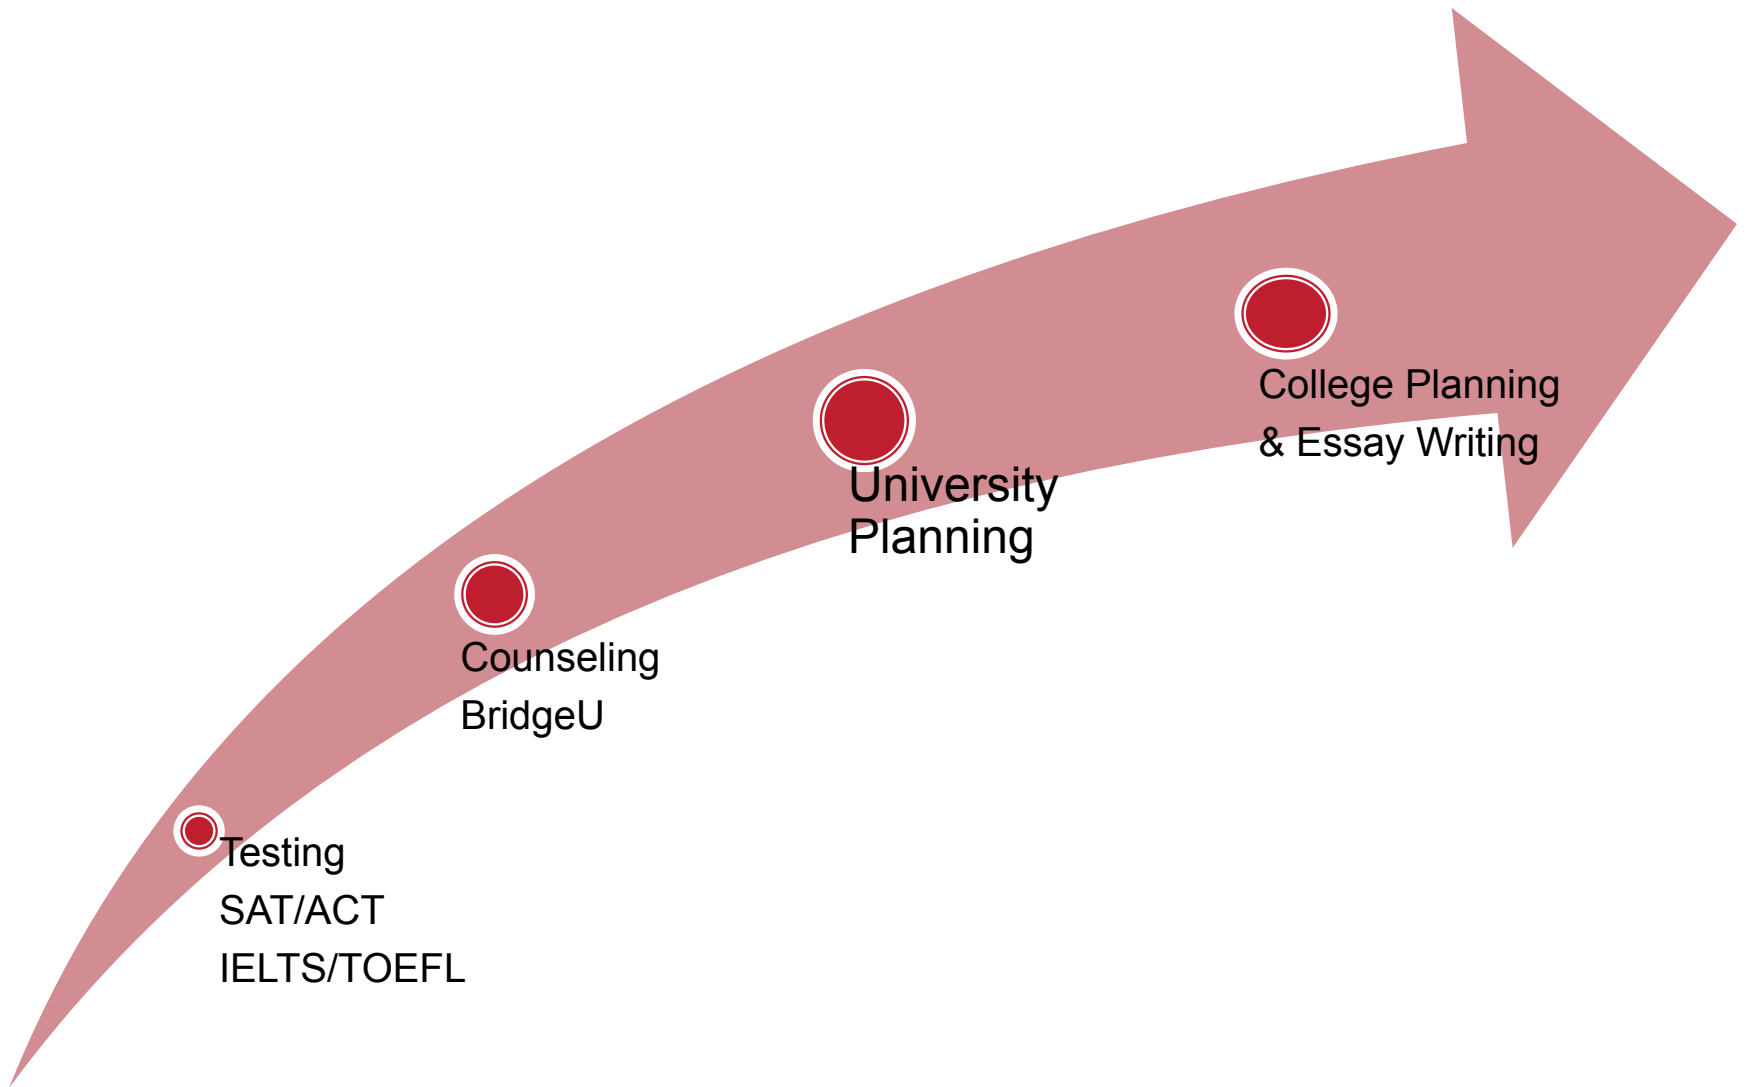 Testing
SAT/ACT
IELTS/TOEFL
Counseling
BridgeU
University
Planning
College Planning
& Essay Writing